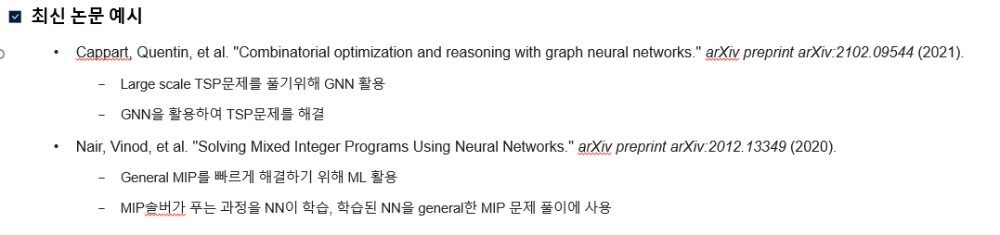 최신 논문 예시
• Cappart, Quentin, et al. "Combinatorial optimization and reasoning with graph neural networks." arXiv preprint arXiv:2102.09544 (2021).
– Large scale TSP문제를 풀기위해 GNN 활용
– GNN을 활용하여 TSP문제를 해결
• Nair, Vinod, et al. "Solving Mixed Integer Programs Using Neural Networks." arXiv preprint arXiv:2012.13349 (2020).
– General MIP를 빠르게 해결하기 위해 ML 활용
– MIP솔버가 푸는 과정을 NN이 학습, 학습된 NN을 general한 MIP 문제 풀이에 사용